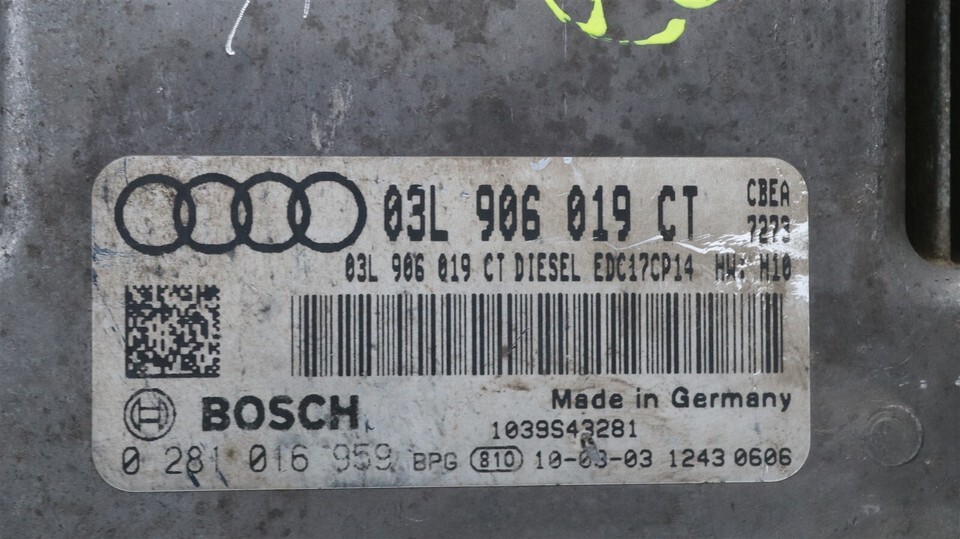 03L 906 019 CT CBEA
7273
03L 906 019 CT DIESEL EDC17CP14 HW: H10
BOSCH
Made in Germany
1039S43281
0 281 016 959 BPG 810 10-03-03 1243 0606